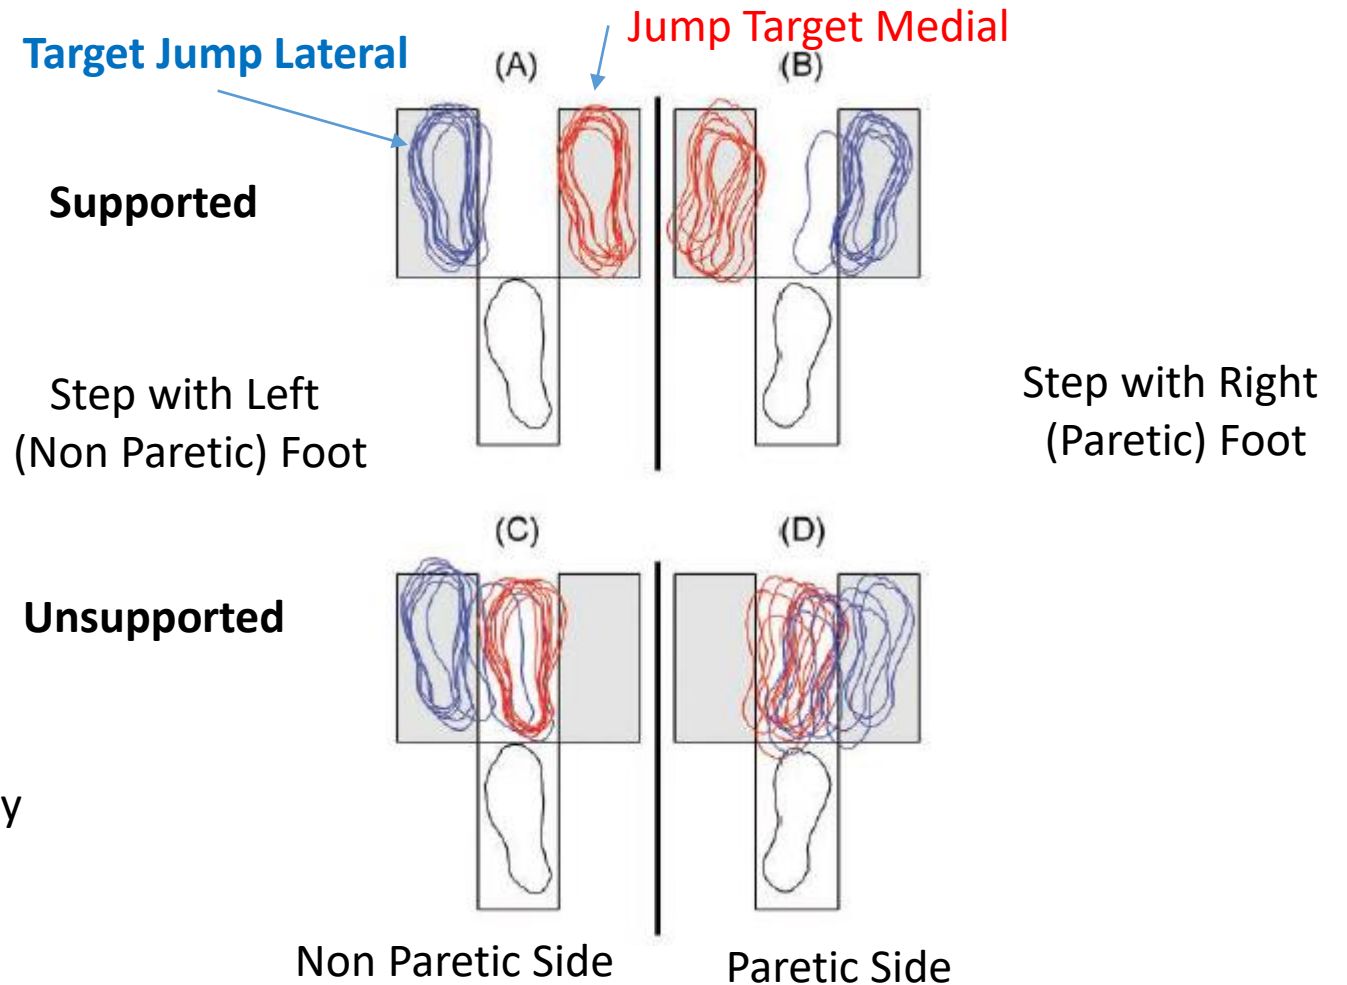 Jump Target Medial
Target Jump Lateral
(A)
(B)
Supported
Step with Left
(Non Paretic) Foot
Step with Right
(Paretic) Foot
(C)
(D)
Unsupported
y
Non Paretic Side
Paretic Side